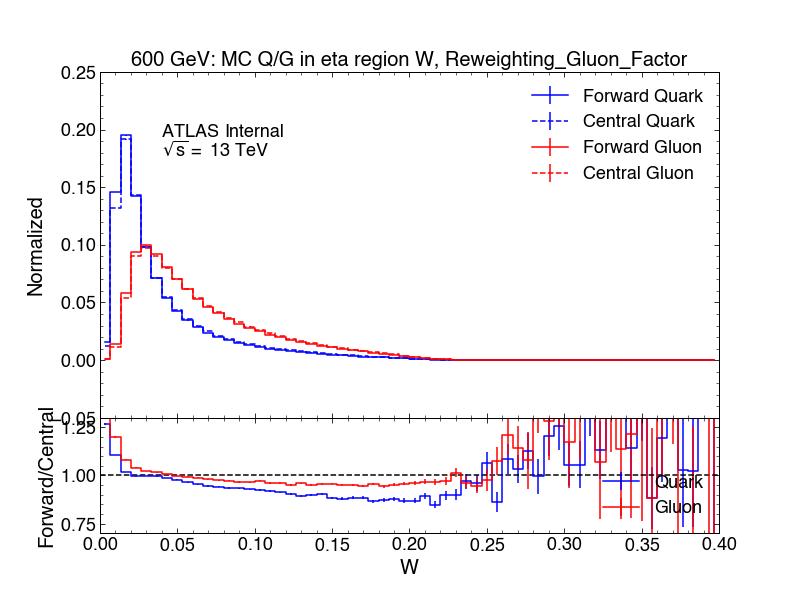 600 GeV: MC Q/G in eta region W, Reweighting_Gluon_Factor
0.25
0.20
0.15
0.10
0.05
0.00
Normalized
ATLAS Internal
√s = 13 TeV
Forward Quark
Central Quark
Forward Gluon
Central Gluon
0.05
1.25
1.00
0.75
Forward/Central
Quark
Gluon
0.00 0.05 0.10 0.15 0.20 0.25 0.30 0.35 0.40
W